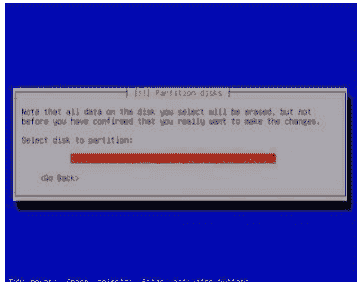 [!!] Partition disks
Note that all data on the disk you select will be erased, but not
before you have confirmed that you really want to make the changes.
Select disk to partition:
<Go Back>